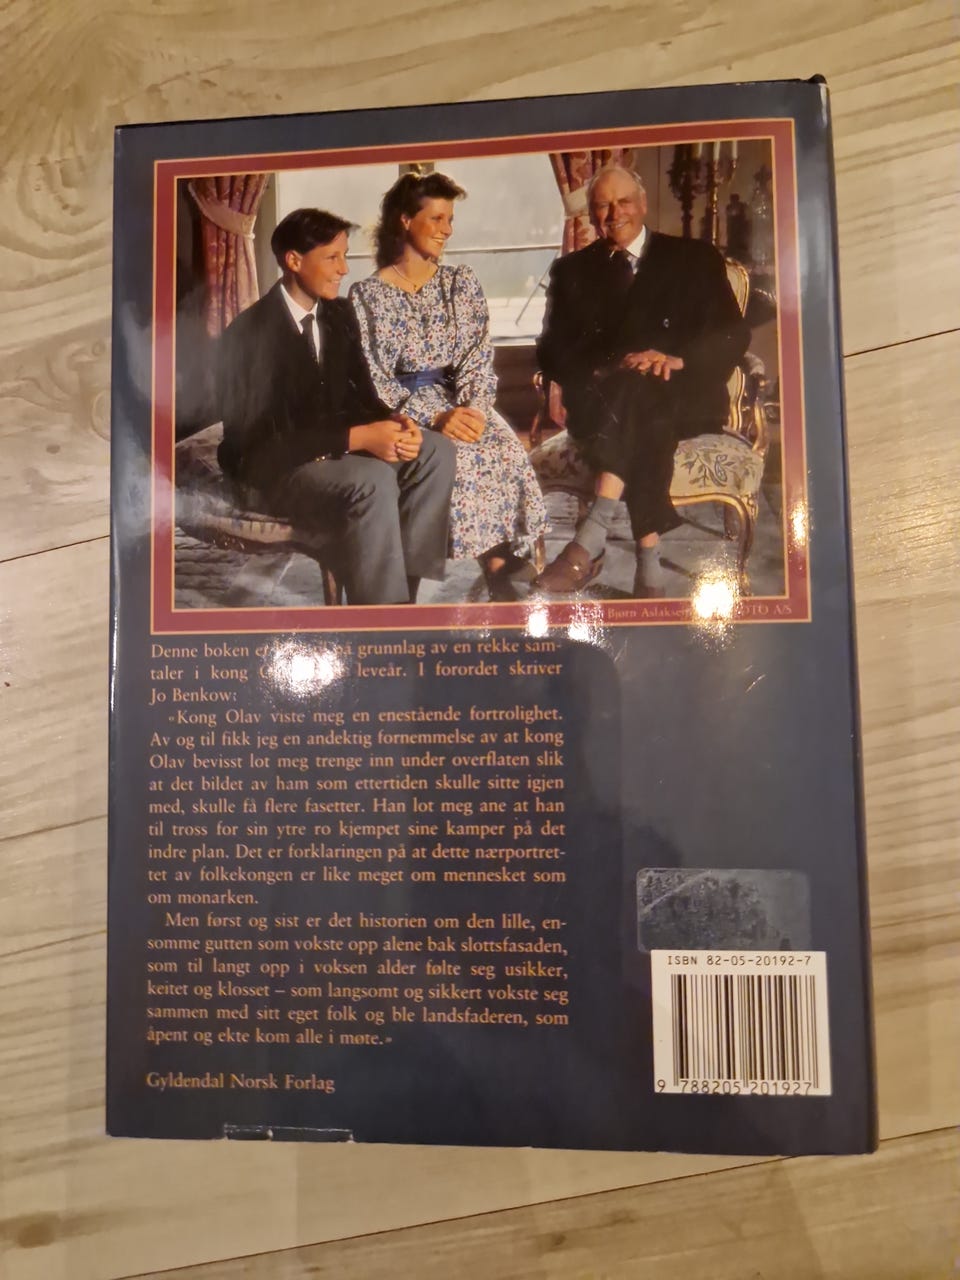 Bjørn Aslaksen FOTO A/S
Denne boken er på grunnlag av en rekke sam-
taler i kong leveår. I forordet skriver
Jo Benkow:
«Kong Olav viste meg en enestående fortrolighet.
Av og til fikk jeg en andektig fornemmelse av at kong
Olav bevisst lot meg trenge inn under overflaten slik
at det bildet av ham som ettertiden skulle sitte igjen
med, skulle få flere fasetter. Han lot meg ane at han
til tross for sin ytre ro kjempet sine kamper på det
indre plan. Det er forklaringen på at dette nærportret-
tet av folkekongen er like meget om mennesket som
om monarken.
Men først og sist er det historien om den lille, en-
somme gutten som vokste opp alene bak slottsfasaden,
som til langt opp i voksen alder følte seg usikker,
keitet og klosset – som langsomt og sikkert vokste seg
sammen med sitt eget folk og ble landsfaderen, som
åpent og ekte kom alle i møte.»
Gyldendal Norsk Forlag
ISBN 82-05-20192-7
9 788205 201927